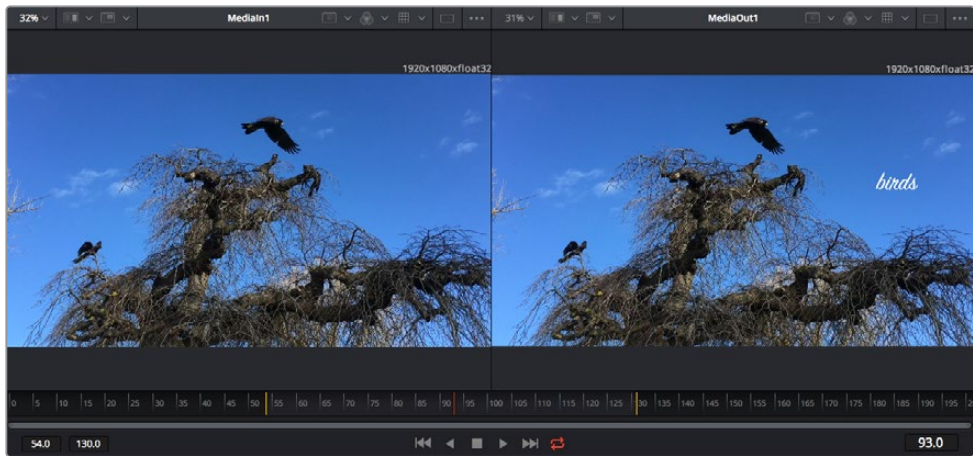 32% MediaIn1 31% MediaOut1
1920x1080xfloat32 1920x1080xfloat32
birds
0 5 10 15 20 25 30 35 40 45 50 55 60 65 70 75 80 85 90 95 100 105 110 115 120 125 30 135 140 145 150 155 160 165 170 175 180 185 190 195 2
54.0 130.0 93.0